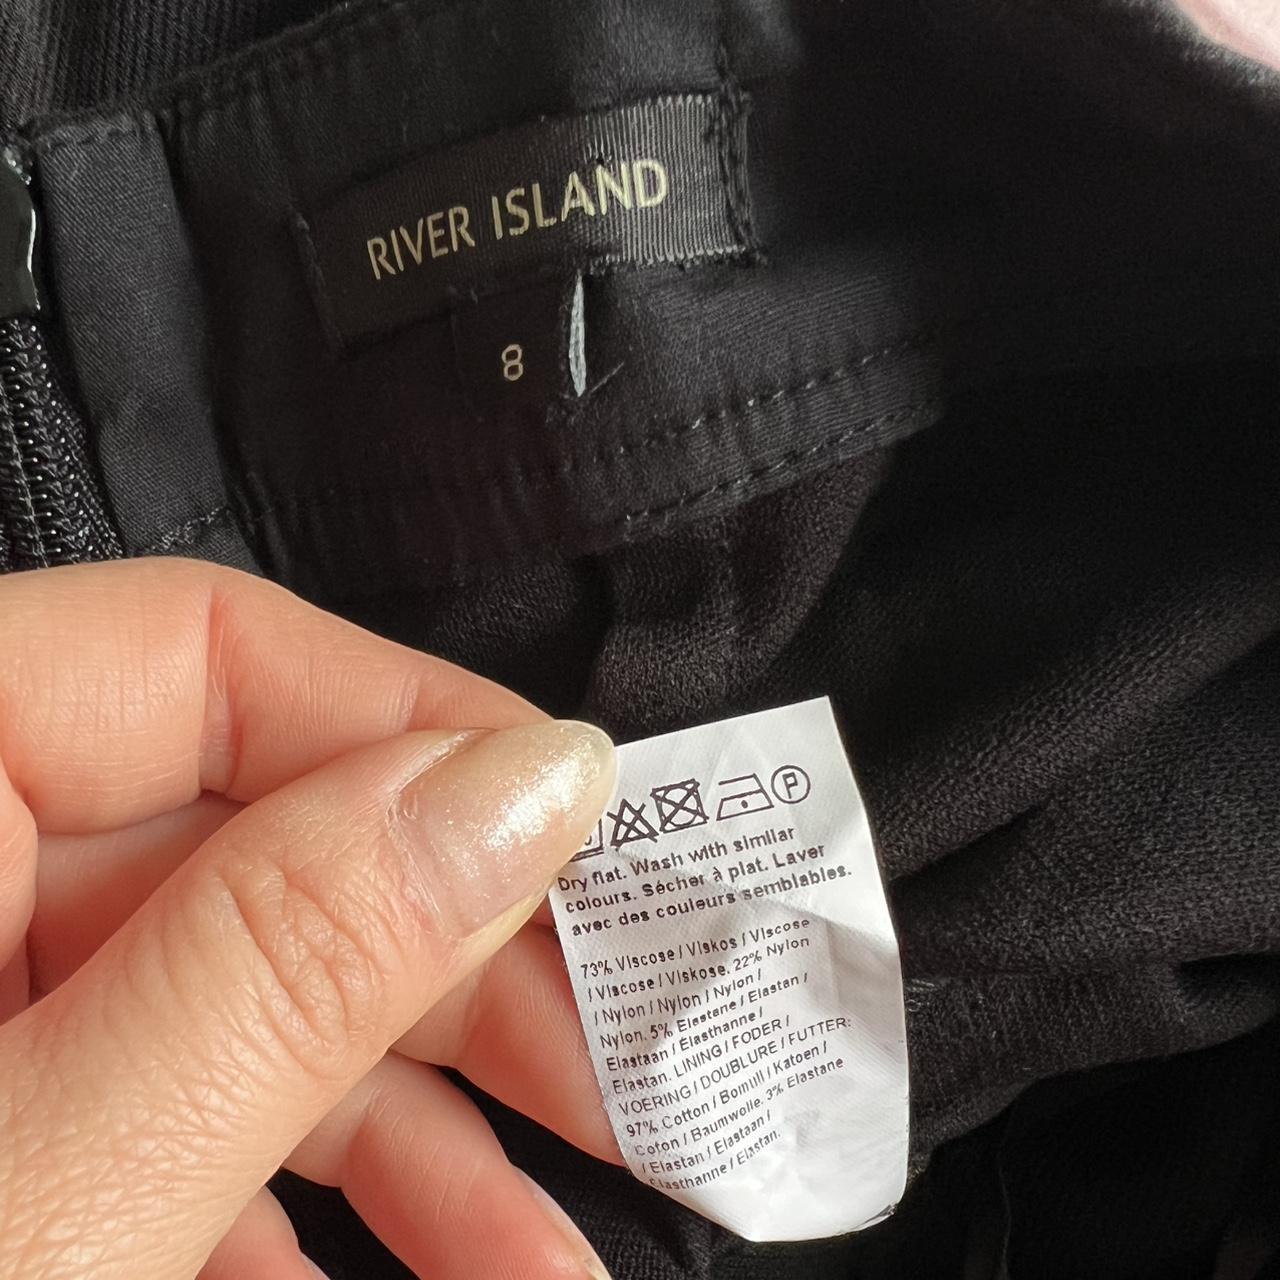 RIVER ISLAND
8
P
Dry flat. Wash with similar
colours. Sécher à plat. Laver
avec des couleurs semblables.
73% Viscose / Viskos / Viscose
/ Viscose / Viskose. 22% Nylon
/ Nylon / Nylon / Nylon /
Nylon. 5% Elastane / Elastan /
Elastaan / Élasthanne /
Elastan. LINING / FODER /
VOERING / DOUBLURE / FUTTER:
97% Cotton / Bomull / Katoen /
Coton / Baumwolle. 3% Elastane
/ Elastan / Elastaan /
Élasthanne / Elastan.